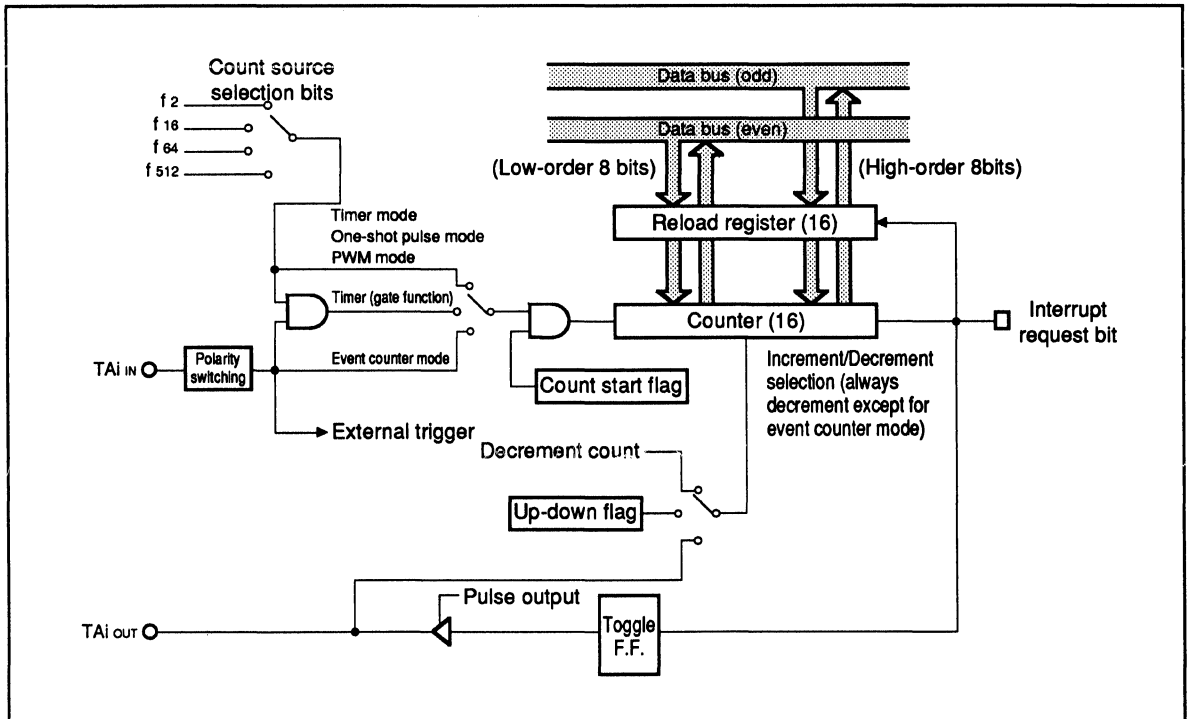 Count source
selection bits
f 2
f 16
f 64
f 512
Data bus (odd)
Data bus (even)
(Low-order 8 bits)
(High-order 8bits)
Reload register (16)
Timer mode
One-shot pulse mode
PWM mode
Timer (gate function)
Event counter mode
TAi IN
Polarity
switching
External trigger
Counter (16)
Count start flag
Interrupt
request bit
Increment/Decrement
selection (always
decrement except for
event counter mode)
Decrement count
Up-down flag
Pulse output
TAi OUT
Toggle
F.F.